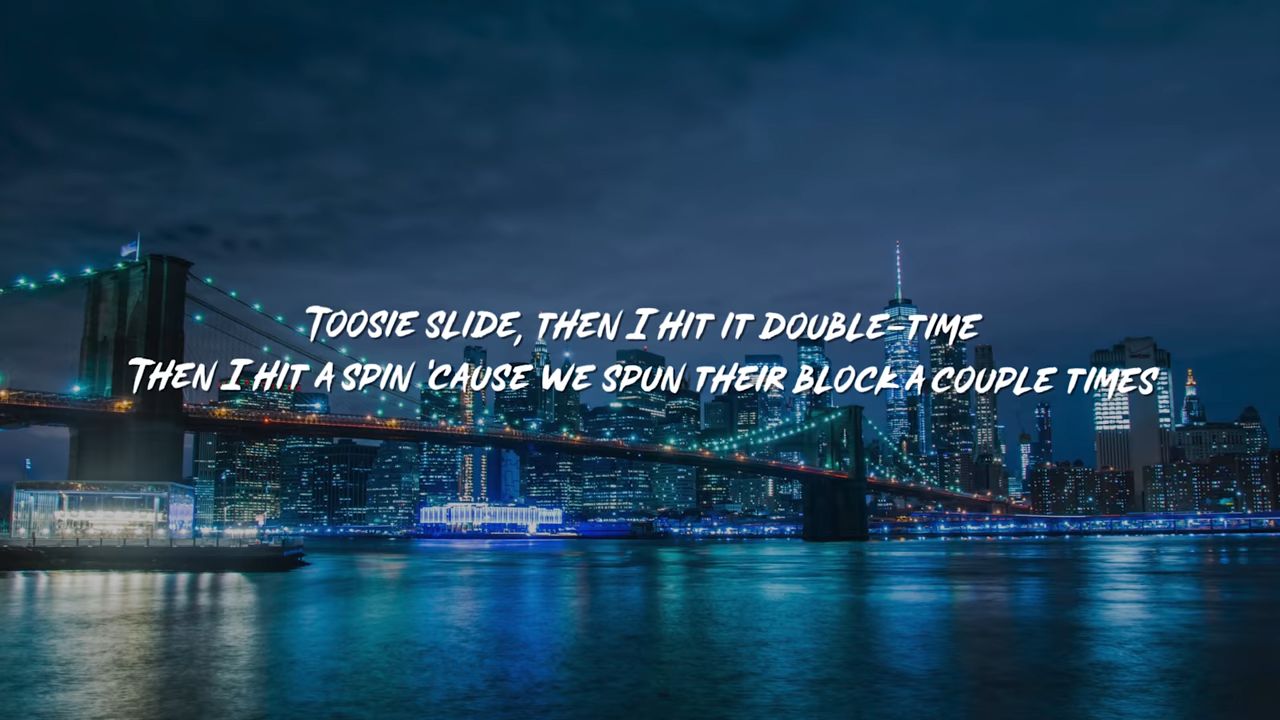 Toosie slide, then I hit it double-time
Then I hit a spin 'cause we spun their block a couple times